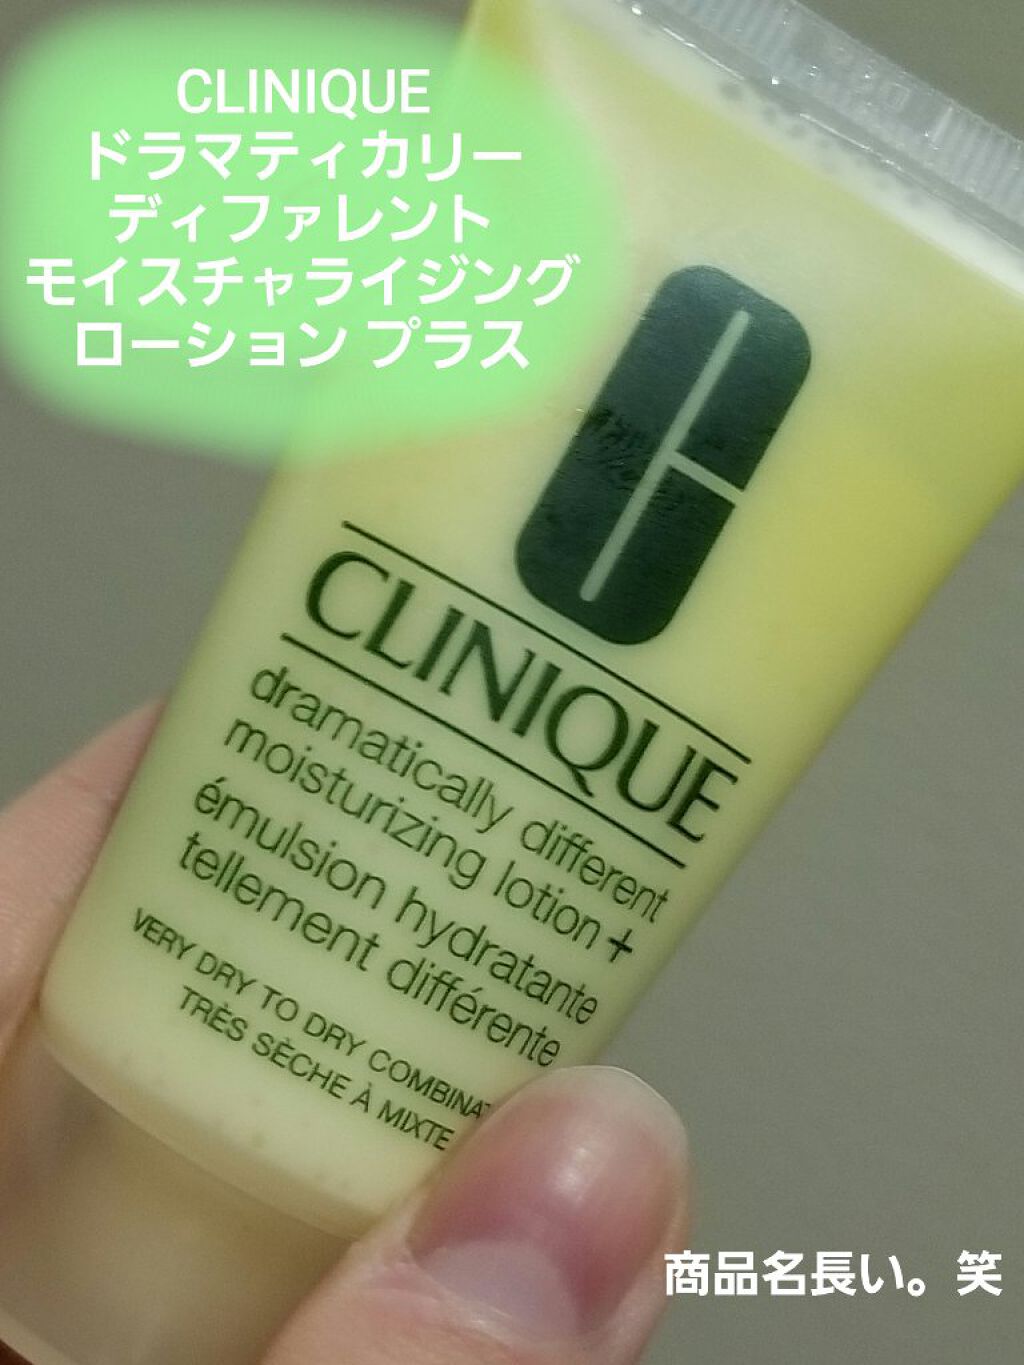 CLINIQUE
ドラマティカリー
ディファレント
モイスチャライジング
ローション プラス
CLINIQUE
dramatically different
moisturizing lotion+
émulsion hydratante
tellement différente
VERY DRY TO DRY
TRÈS SÈCHE À MIXTE
商品名長い。笑